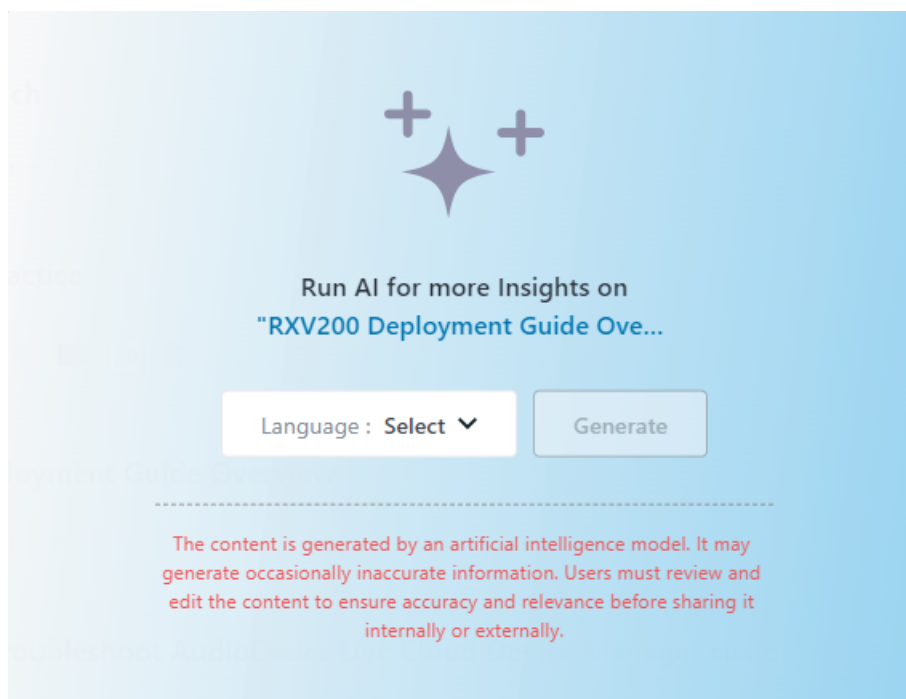 Run AI for more Insights on
"RXV200 Deployment Guide Ove...
Language : Select
Generate
The content is generated by an artificial intelligence model. It may
generate occasionally inaccurate information. Users must review and
edit the content to ensure accuracy and relevance before sharing it
internally or externally.